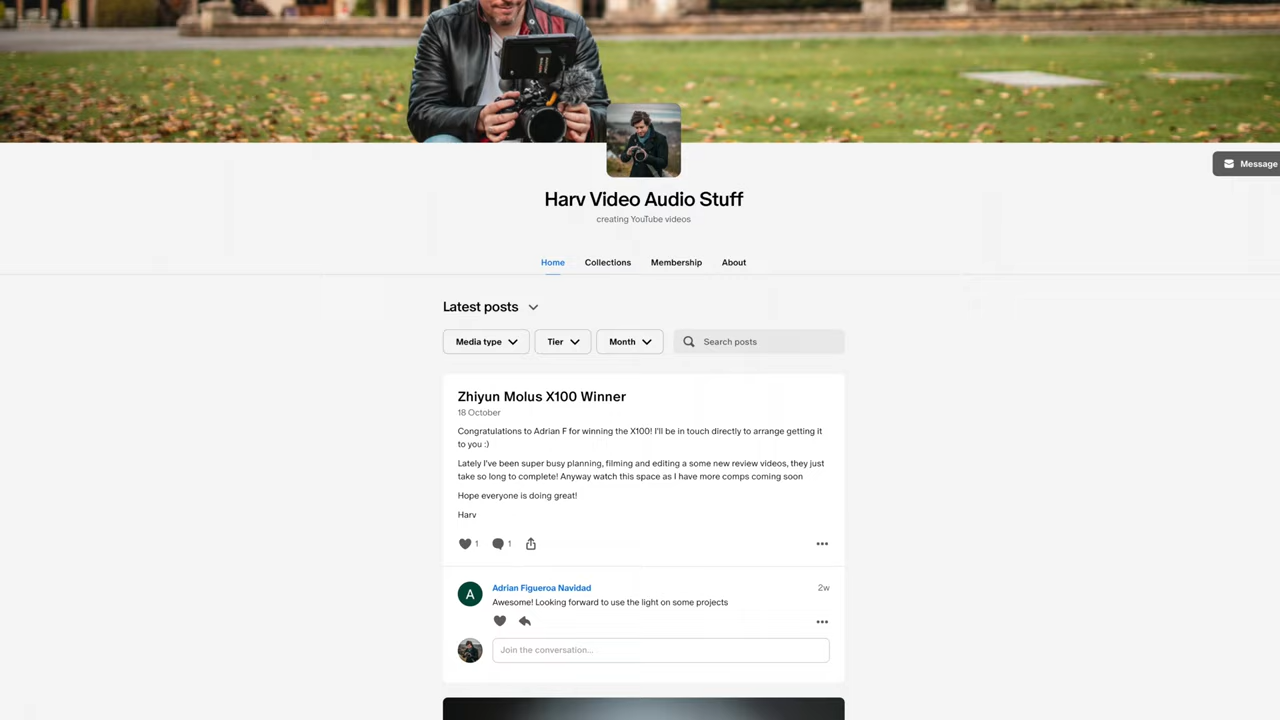 Message
Harv Video Audio Stuff
creating YouTube videos
Home Collections Membership About
Latest posts
Media type Tier Month Search posts
Zhiyun Molus X100 Winner
18 October
Congratulations to Adrian F for winning the X100! I'll be in touch directly to arrange getting it
to you :)
Lately I've been super busy planning, filming and editing a some new review videos, they just
take so long to complete! Anyway watch this space as I have more comps coming soon
Hope everyone is doing great!
Harv
1 1
A
Adrian Figueroa Navidad 2w
Awesome! Looking forward to use the light on some projects
Join the conversation...